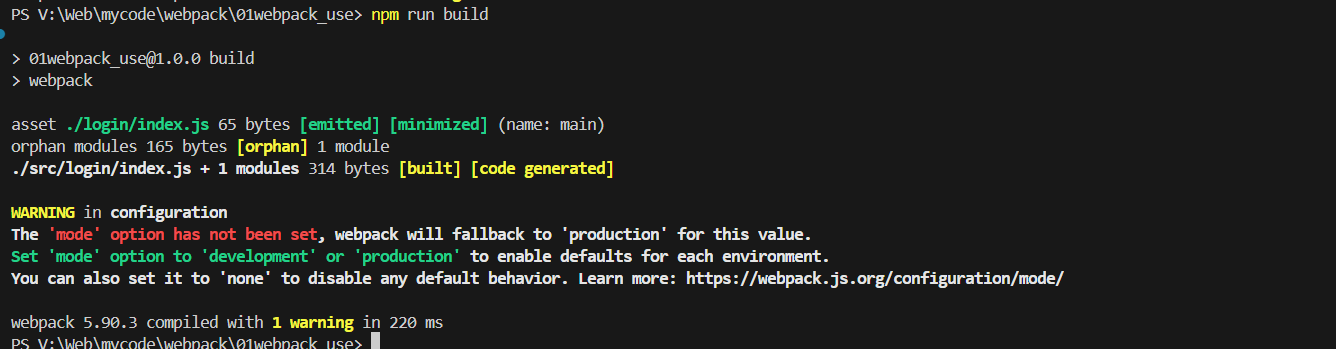 PS V:\Web\mycode\webpack\01webpack_use> npm run build
> 01webpack_use@1.0.0 build
> webpack
asset ./login/index.js 65 bytes [emitted] [minimized] (name: main)
orphan modules 165 bytes [orphan] 1 module
./src/login/index.js + 1 modules 314 bytes [built] [code generated]
WARNING in configuration
The 'mode' option has not been set, webpack will fallback to 'production' for this value.
Set 'mode' option to 'development' or 'production' to enable defaults for each environment.
You can also set it to 'none' to disable any default behavior. Learn more: https://webpack.js.org/configuration/mode/
webpack 5.90.3 compiled with 1 warning in 220 ms
PS V:\Web\mycode\webpack\01webpack_use>